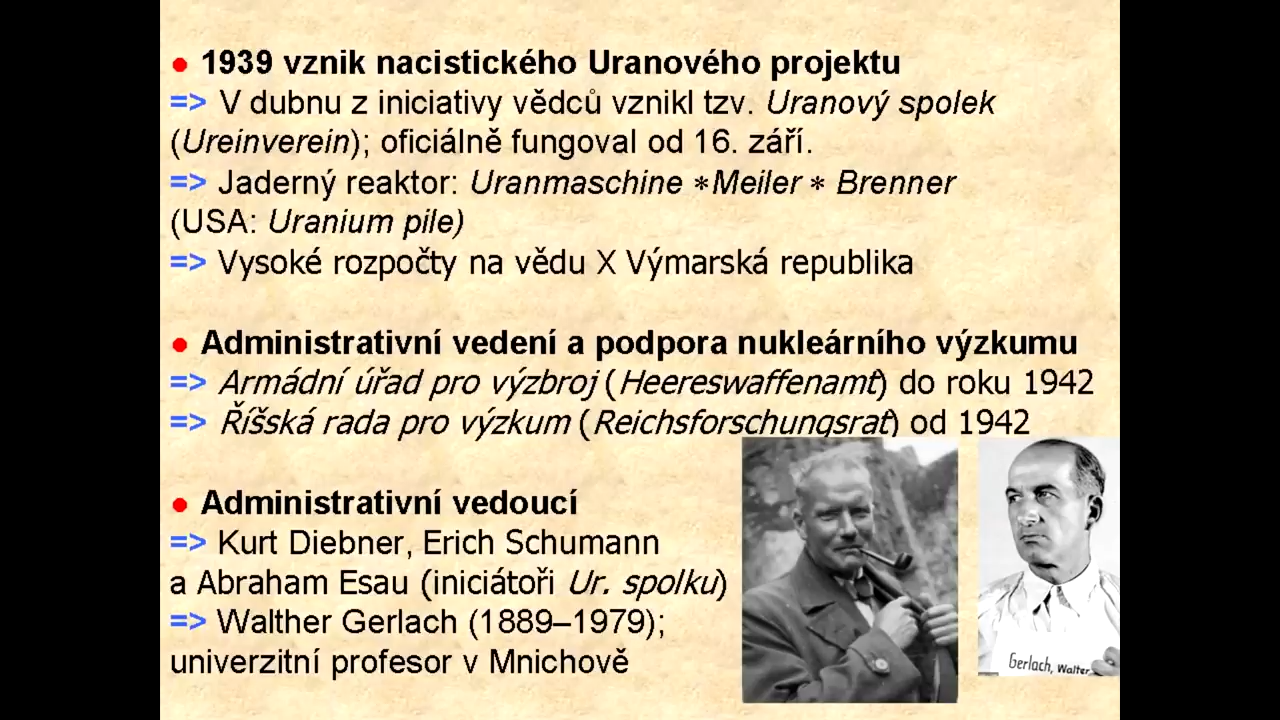 ● 1939 vznik nacistického Uranového projektu
=> V dubnu z iniciativy vědců vznikl tzv. Uranový spolek
(Ureinverein); oficiálně fungoval od 16. září.
=> Jaderný reaktor: Uranmaschine ∗Meiler ∗ Brenner
(USA: Uranium pile)
=> Vysoké rozpočty na vědu X Výmarská republika
● Administrativní vedení a podpora nukleárního výzkumu
=> Armádní úřad pro výzbroj (Heereswaffenamt) do roku 1942
=> Říšská rada pro výzkum (Reichsforschungsrat) od 1942
● Administrativní vedoucí
=> Kurt Diebner, Erich Schumann
a Abraham Esau (iniciátoři Ur. spolku)
=> Walther Gerlach (1889–1979);
univerzitní profesor v Mnichově
Gerlach, Walter